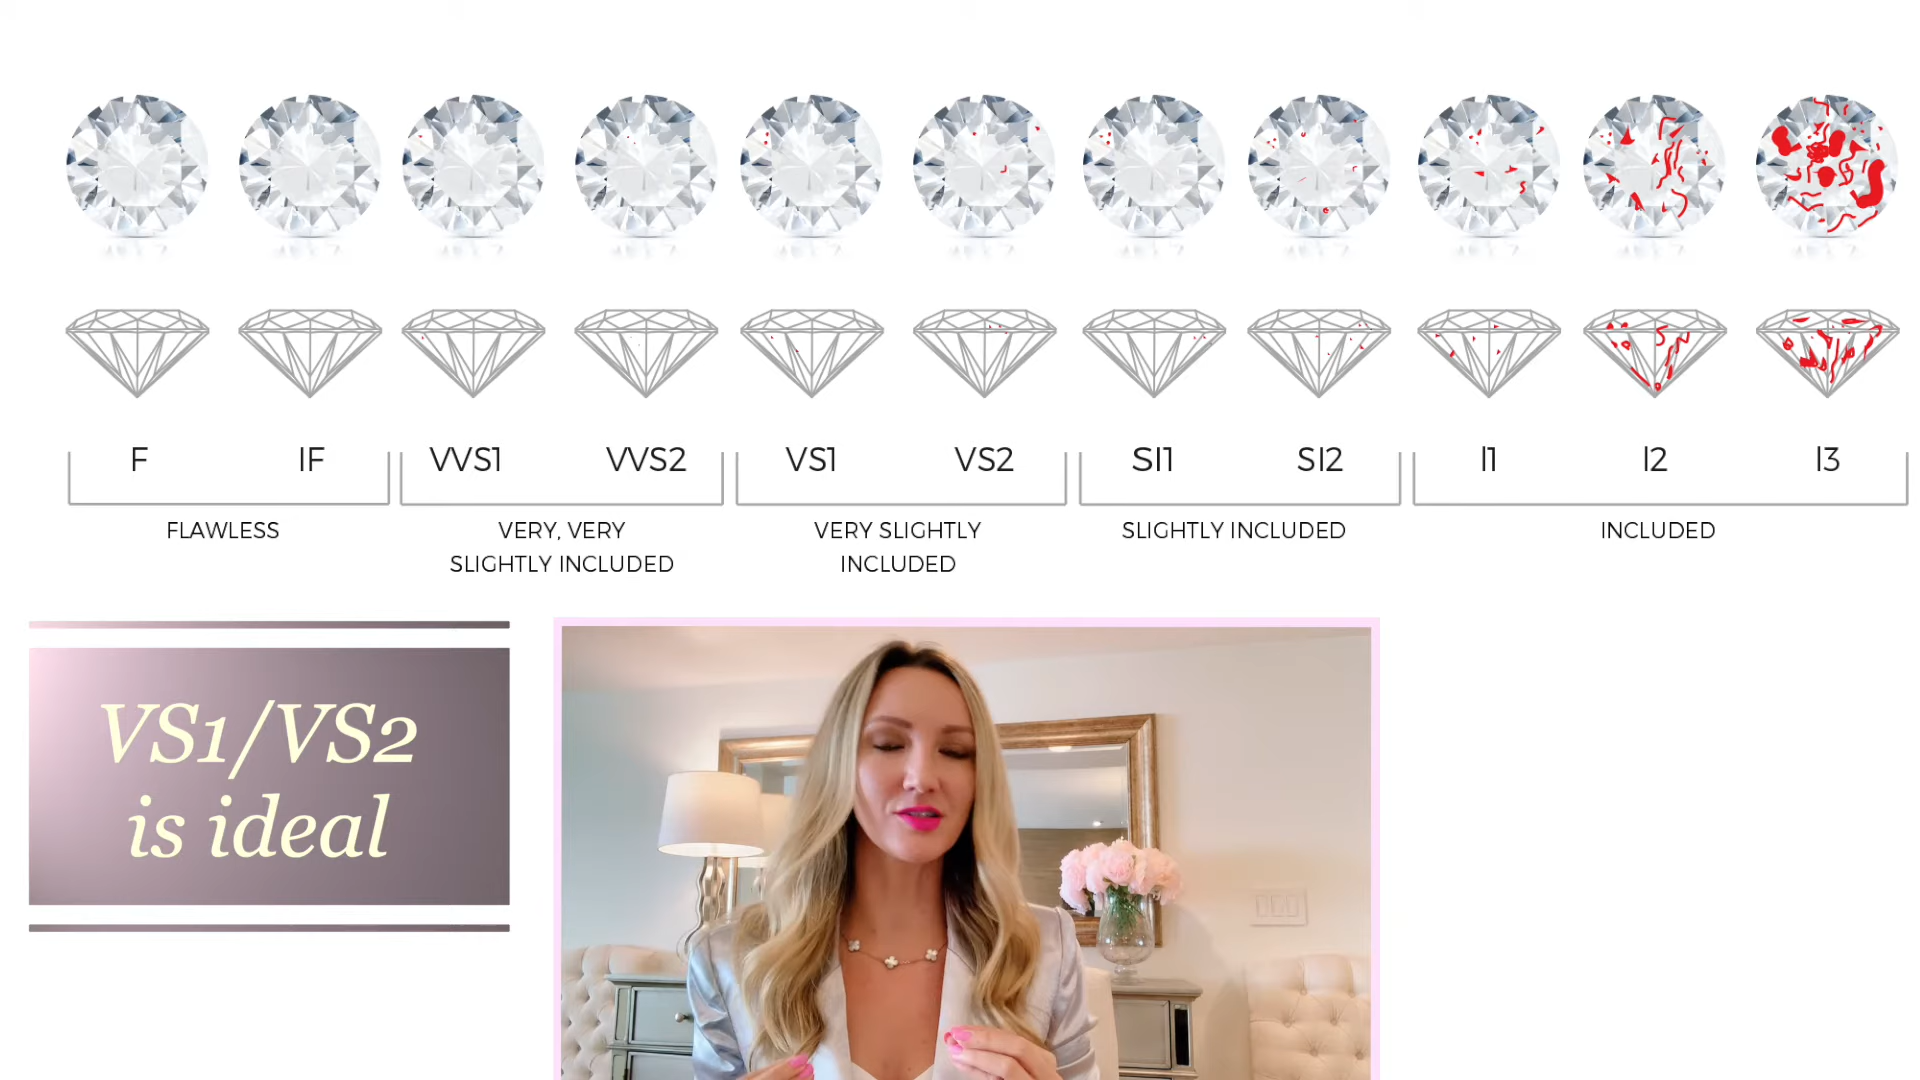 F IF VVS1 VVS2 VS1 VS2 SI1 SI2 I1 I2 I3
FLAWLESS
VERY, VERY
SLIGHTLY INCLUDED
VERY SLIGHTLY
INCLUDED
SLIGHTLY INCLUDED
INCLUDED
VS1/VS2
is ideal